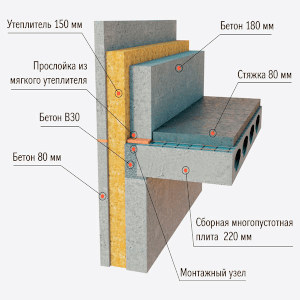 Утеплитель 150 мм
Бетон 180 мм
Прослойка из
мягкого утеплителя
Стяжка 80 мм
Бетон В30
Бетон 80 мм
Сборная многопустотная
плита 220 мм
Монтажный узел